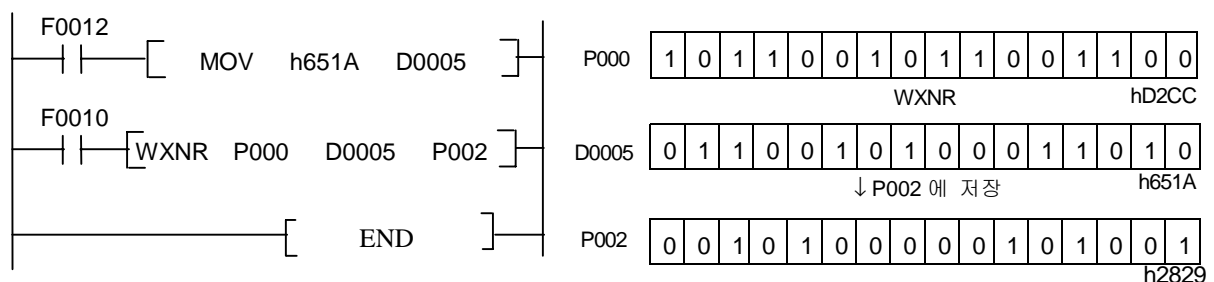 F0012
MOV h651A D0005
F0010
WXNR P000 D0005 P002
END
P000 1 0 1 1 0 0 1 0 1 1 0 0 1 1 0 0
WXNR hD2CC
D0005 0 1 1 0 0 1 0 1 0 0 0 1 1 0 1 0
↓P002 에 저장 h651A
P002 0 0 1 0 1 0 0 0 0 0 1 0 1 0 0 1
h2829